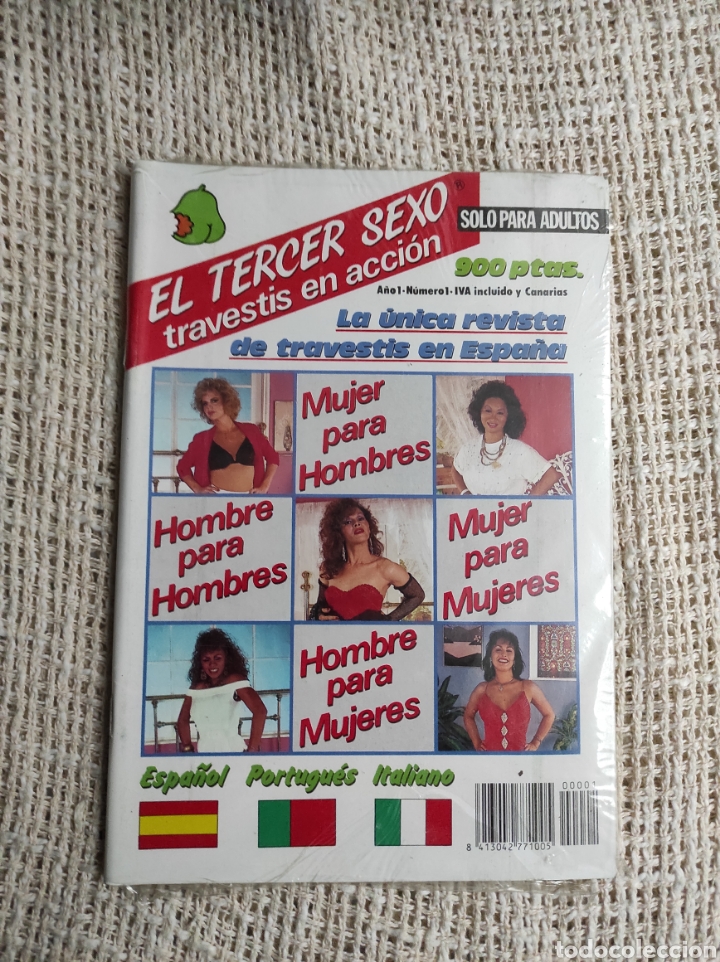 EL TERCER SEXO®
travestis en acción
SOLO PARA ADULTOS
900 ptas.
Año1-Número1-IVA incluido y Canarias
La única revista
de travestis en España
Mujer
para
Hombres
Hombre
para
Hombres
Mujer
para
Mujeres
Hombre
para
Mujeres
Español Portugués Italiano
00001
8 413042 771005
todocoleccion